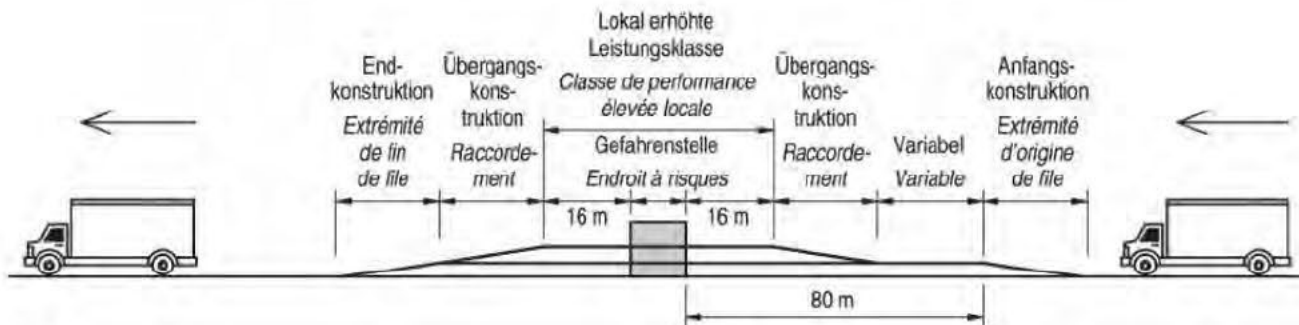 End-
konstruktion
Extrémité
de fin
de file
Übergangs-
kons-
truktion
Raccorde-
ment
Lokal erhöhte
Leistungsklasse
Classe de performance
élevée locale
Gefahrenstelle
Endroit à risques
16 m
16 m
Übergangs-
kons-
truktion
Raccorde-
ment
Variabel
Variable
Anfangs-
konstruktion
Extrémité
d'origine
de file
80 m